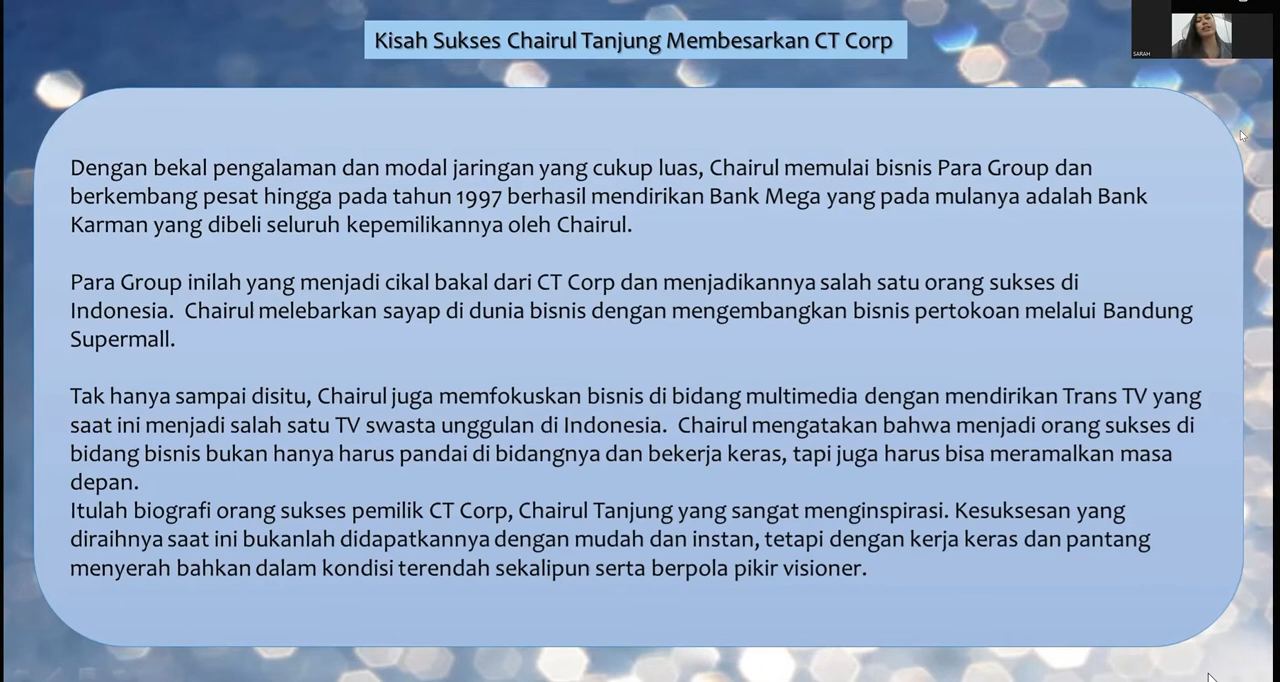 Kisah Sukses Chairul Tanjung Membesarkan CT Corp
SARAH
Dengan bekal pengalaman dan modal jaringan yang cukup luas, Chairul memulai bisnis Para Group dan
berkembang pesat hingga pada tahun 1997 berhasil mendirikan Bank Mega yang pada mulanya adalah Bank
Karman yang dibeli seluruh kepemilikannya oleh Chairul.
Para Group inilah yang menjadi cikal bakal dari CT Corp dan menjadikannya salah satu orang sukses di
Indonesia.  Chairul melebarkan sayap di dunia bisnis dengan mengembangkan bisnis pertokoan melalui Bandung
Supermall.
Tak hanya sampai disitu, Chairul juga memfokuskan bisnis di bidang multimedia dengan mendirikan Trans TV yang
saat ini menjadi salah satu TV swasta unggulan di Indonesia.  Chairul mengatakan bahwa menjadi orang sukses di
bidang bisnis bukan hanya harus pandai di bidangnya dan bekerja keras, tapi juga harus bisa meramalkan masa
depan.
Itulah biografi orang sukses pemilik CT Corp, Chairul Tanjung yang sangat menginspirasi. Kesuksesan yang
diraihnya saat ini bukanlah didapatkannya dengan mudah dan instan, tetapi dengan kerja keras dan pantang
menyerah bahkan dalam kondisi terendah sekalipun serta berpola pikir visioner.